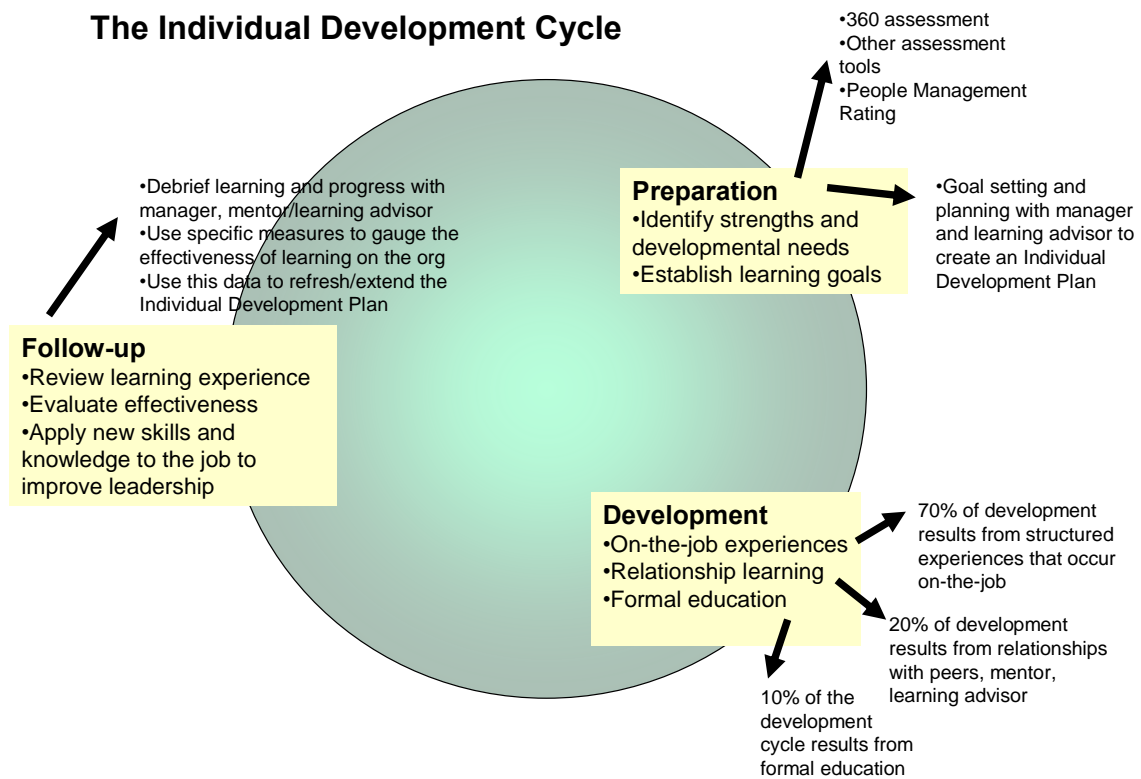 The Individual Development Cycle
•360 assessment
•Other assessment
tools
•People Management
Rating
•Debrief learning and progress with
manager, mentor/learning advisor
•Use specific measures to gauge the
effectiveness of learning on the org
•Use this data to refresh/extend the
Individual Development Plan
Preparation
•Identify strengths and
developmental needs
•Establish learning goals
•Goal setting and
planning with manager
and learning advisor to
create an Individual
Development Plan
Follow-up
•Review learning experience
•Evaluate effectiveness
•Apply new skills and
knowledge to the job to
improve leadership
Development
•On-the-job experiences
•Relationship learning
•Formal education
70% of development
results from structured
experiences that occur
on-the-job
20% of development
results from relationships
with peers, mentor,
learning advisor
10% of the
development
cycle results from
formal education